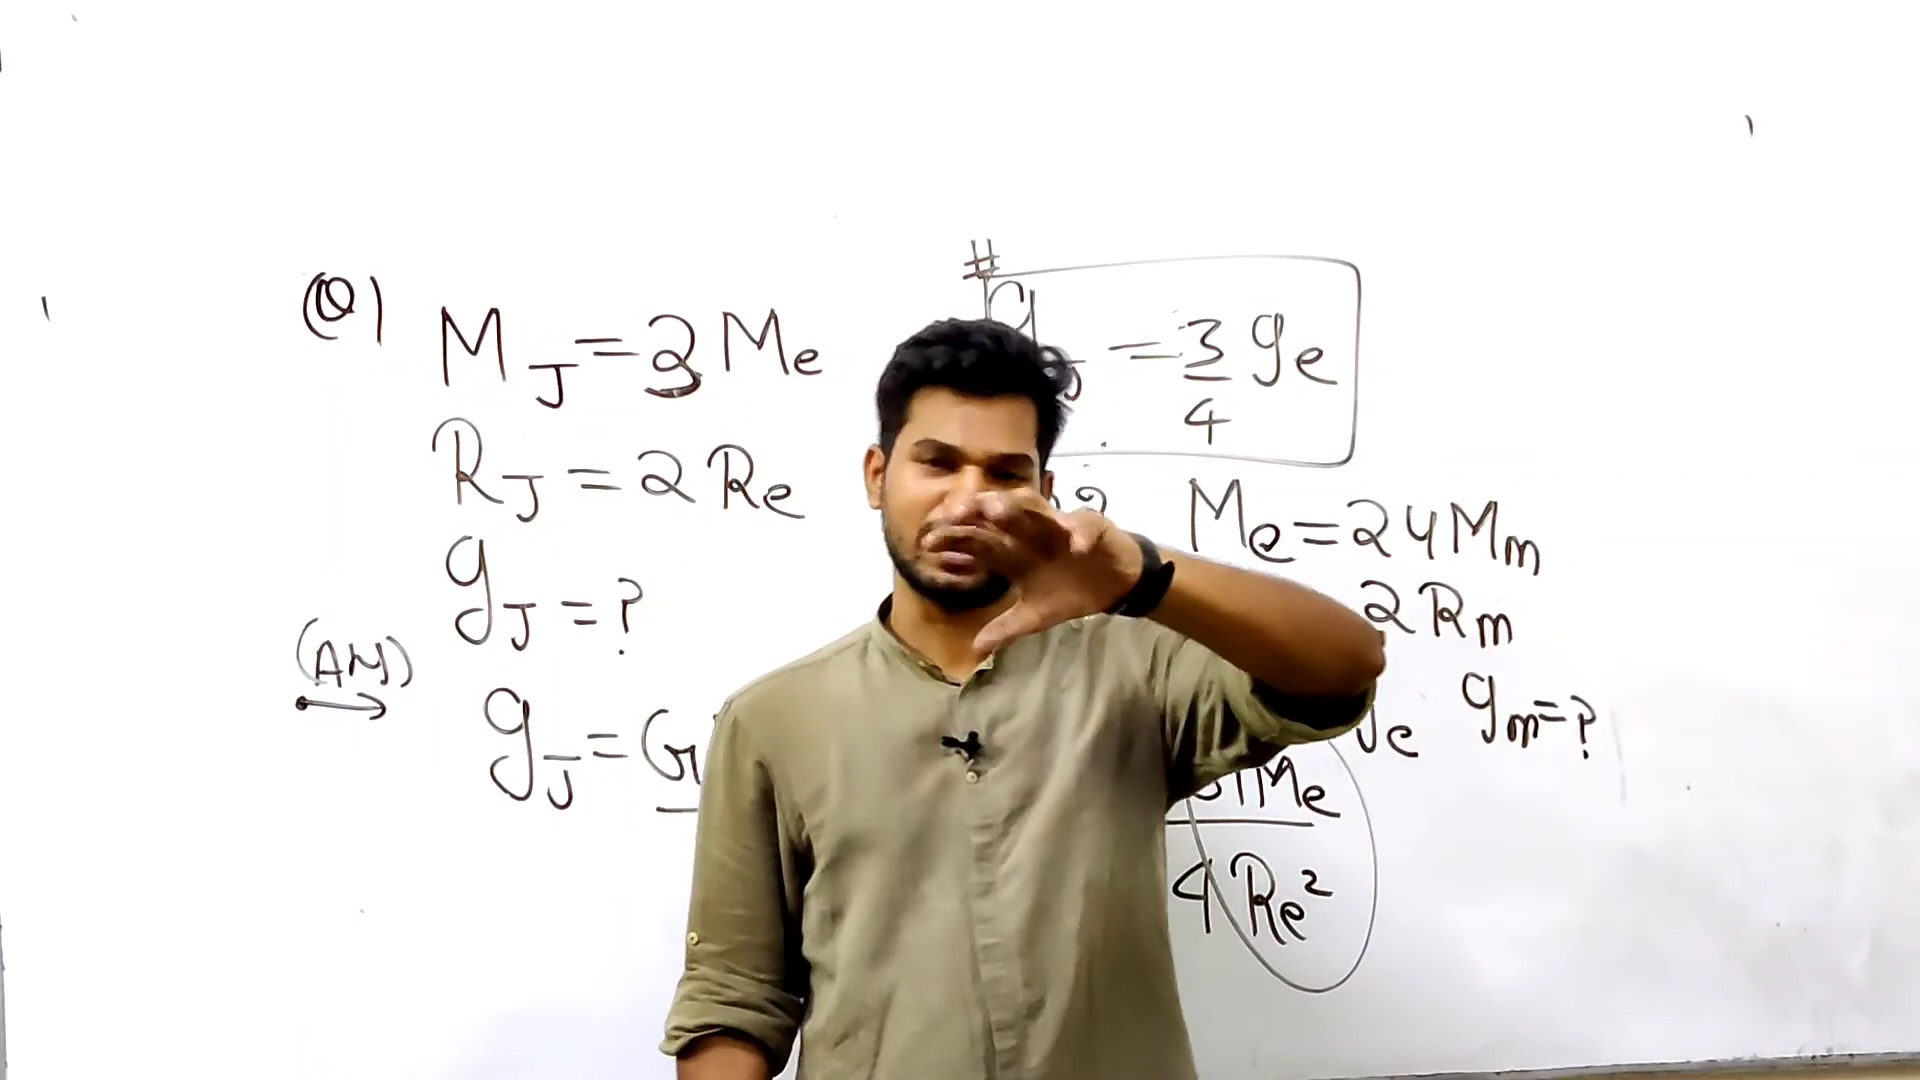 Q1
M_J = 3 Me
R_J = 2 Re
g_J = ?
(Ans)
g_J = G
#
g_J = 3/4 ge
Me = 24 Mm
2 Rm
gm = ?
Me
4 Re²